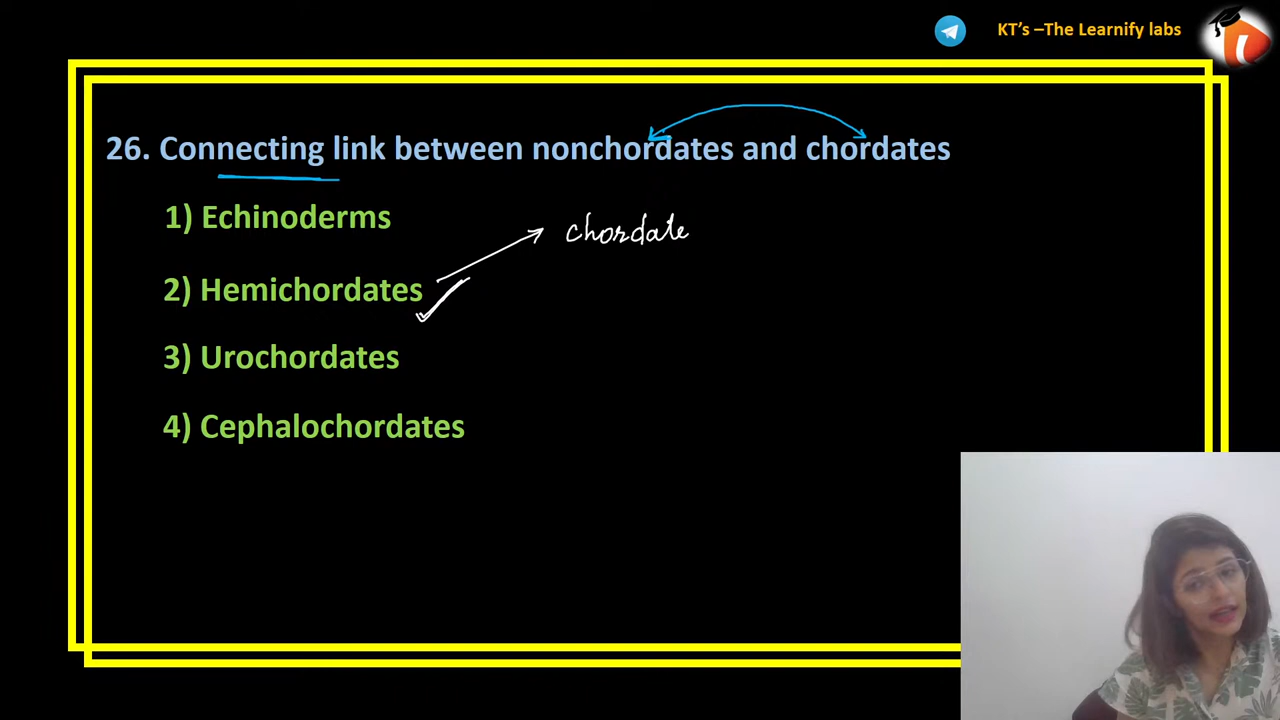 KT's –The Learnify labs
26. Connecting link between nonchordates and chordates
1) Echinoderms
chordate
2) Hemichordates
3) Urochordates
4) Cephalochordates